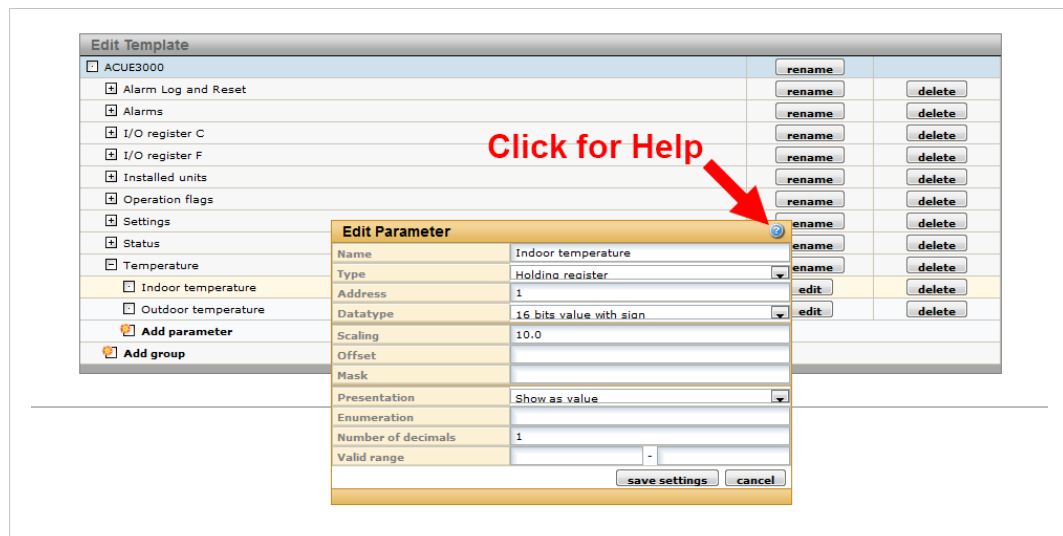 Edit Template
ACUE3000 rename
Alarm Log and Reset rename delete
Alarms rename delete
I/O register C rename delete
I/O register F rename delete
Installed units rename delete
Operation flags rename delete
Settings ename delete
Status ename delete
Temperature ename delete
Indoor temperature edit delete
Outdoor temperature edit delete
Add parameter
Add group
Click for Help
Edit Parameter ?
Name Indoor temperature
Type Holding register
Address 1
Datatype 16 bits value with sign
Scaling 10.0
Offset
Mask
Presentation Show as value
Enumeration
Number of decimals 1
Valid range -
save settings cancel